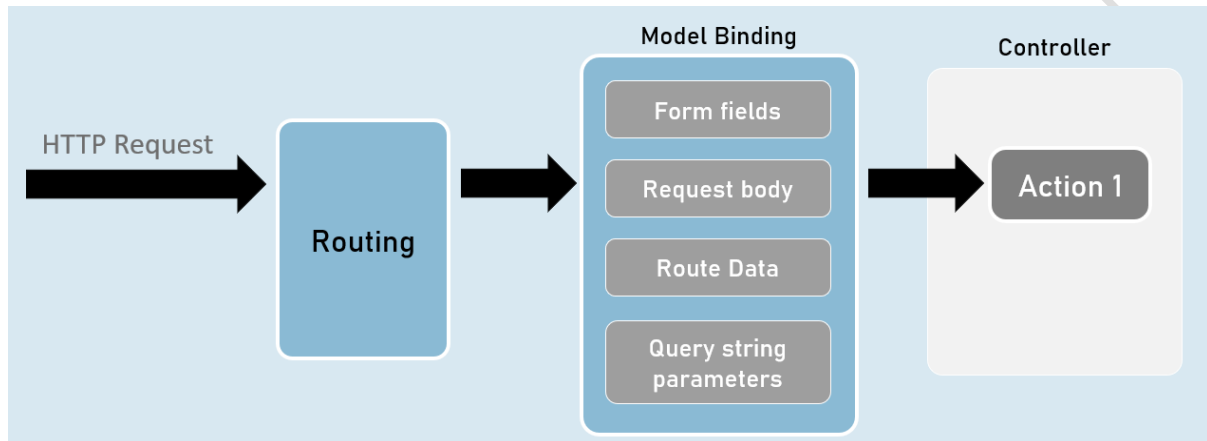 Model Binding
Controller
HTTP Request
Routing
Form fields
Request body
Route Data
Query string
parameters
Action 1